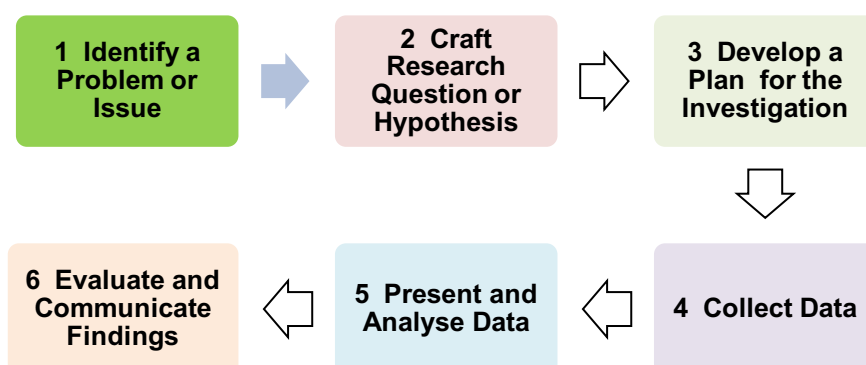 1 Identify a
Problem or
Issue
2 Craft
Research
Question or
Hypothesis
3 Develop a
Plan for the
Investigation
4 Collect Data
5 Present and
Analyse Data
6 Evaluate and
Communicate
Findings